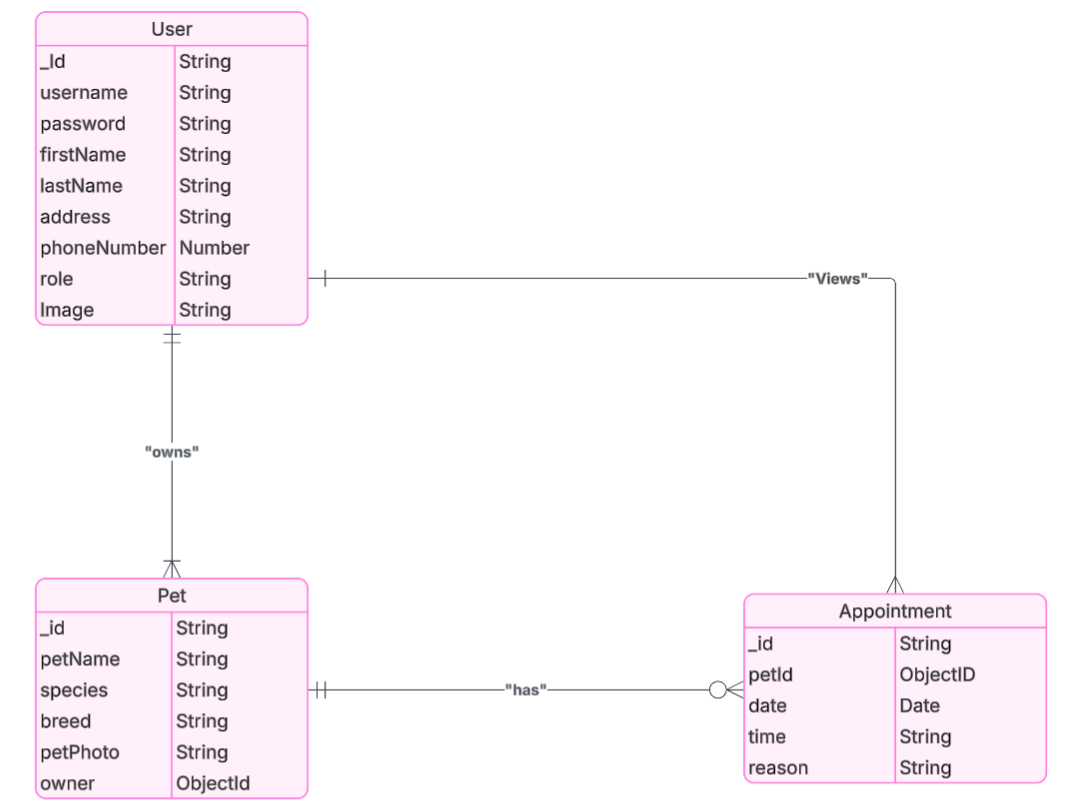 User
_Id String
username String
password String
firstName String
lastName String
address String
phoneNumber Number
role String
Image String
"Views"
"owns"
Pet
_id String
petName String
species String
breed String
petPhoto String
owner ObjectId
"has"
Appointment
_id String
petId ObjectID
date Date
time String
reason String